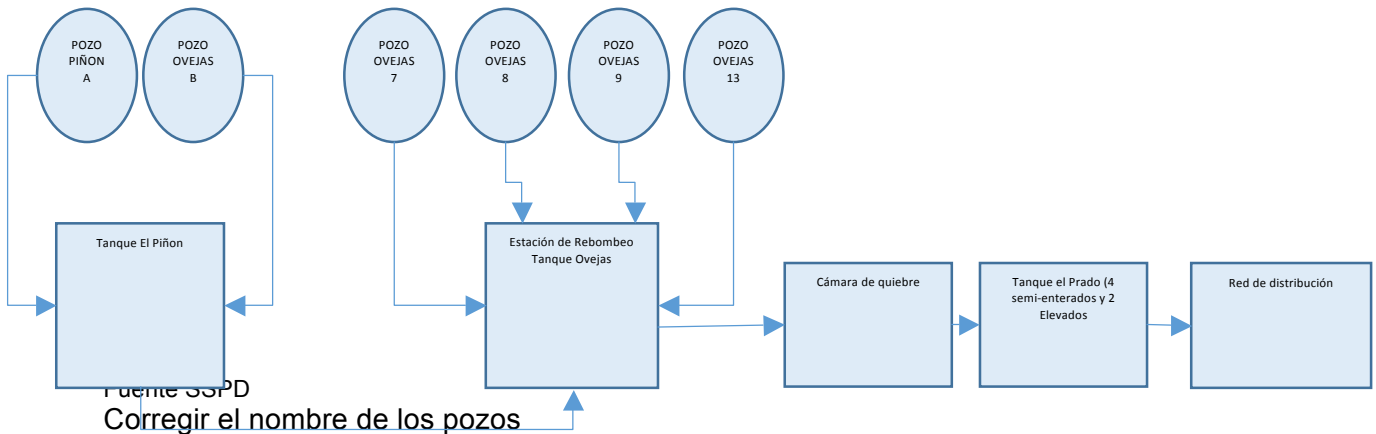 POZO
PIÑON
A
POZO
OVEJAS
B
POZO
OVEJAS
7
POZO
OVEJAS
8
POZO
OVEJAS
9
POZO
OVEJAS
13
Tanque El Piñon
Estación de Rebombeo
Tanque Ovejas
Cámara de quiebre
Tanque el Prado (4
semi-enterados y 2
Elevados
Red de distribución
Fuente SSPD
Corregir el nombre de los pozos